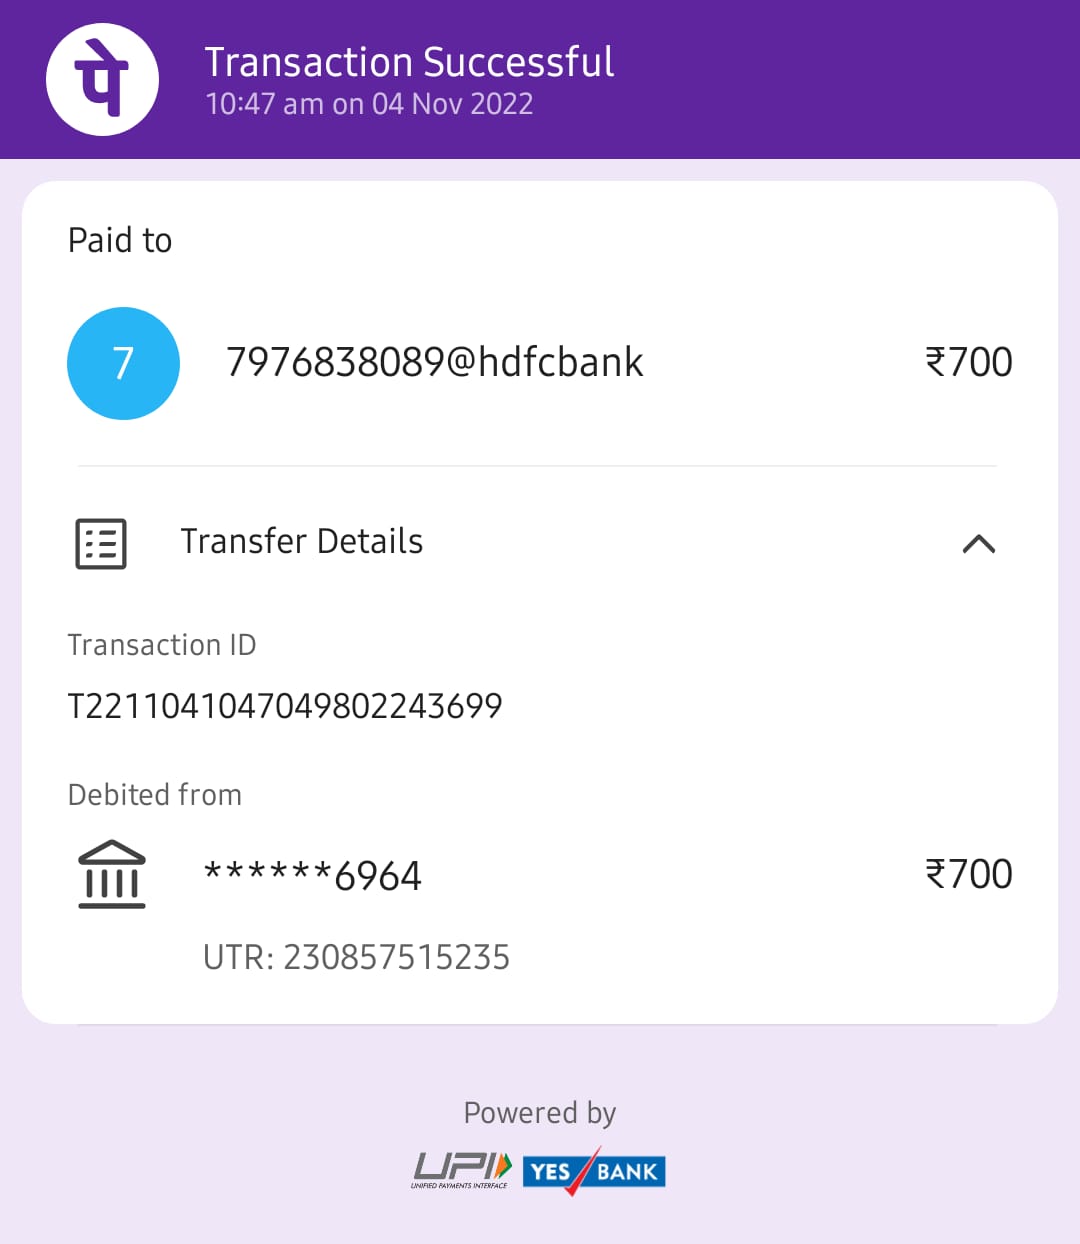 पे
Transaction Successful
10:47 am on 04 Nov 2022
Paid to
7
7976838089@hdfcbank
₹700
Transfer Details
Transaction ID
T2211041047049802243699
Debited from
******6964
₹700
UTR: 230857515235
Powered by
UPI
UNIFIED PAYMENTS INTERFACE
YES BANK